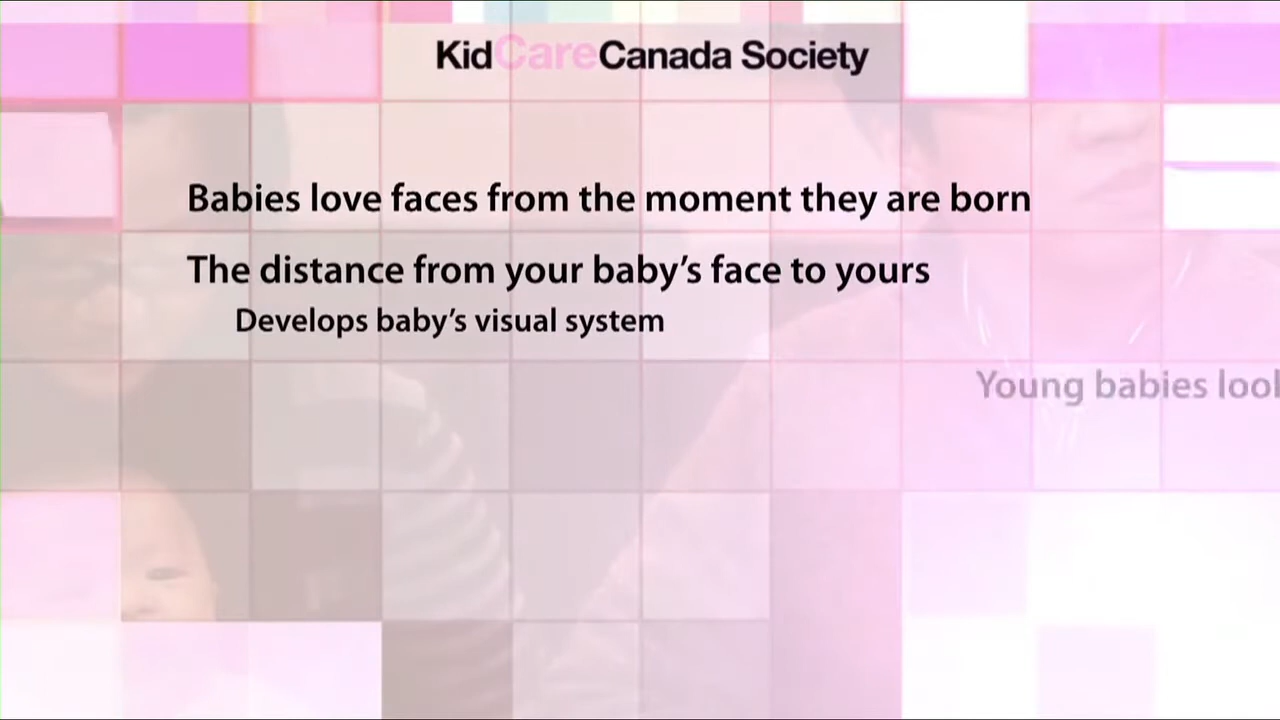 KidCareCanada Society
Babies love faces from the moment they are born
The distance from your baby's face to yours
Develops baby's visual system
Young babies